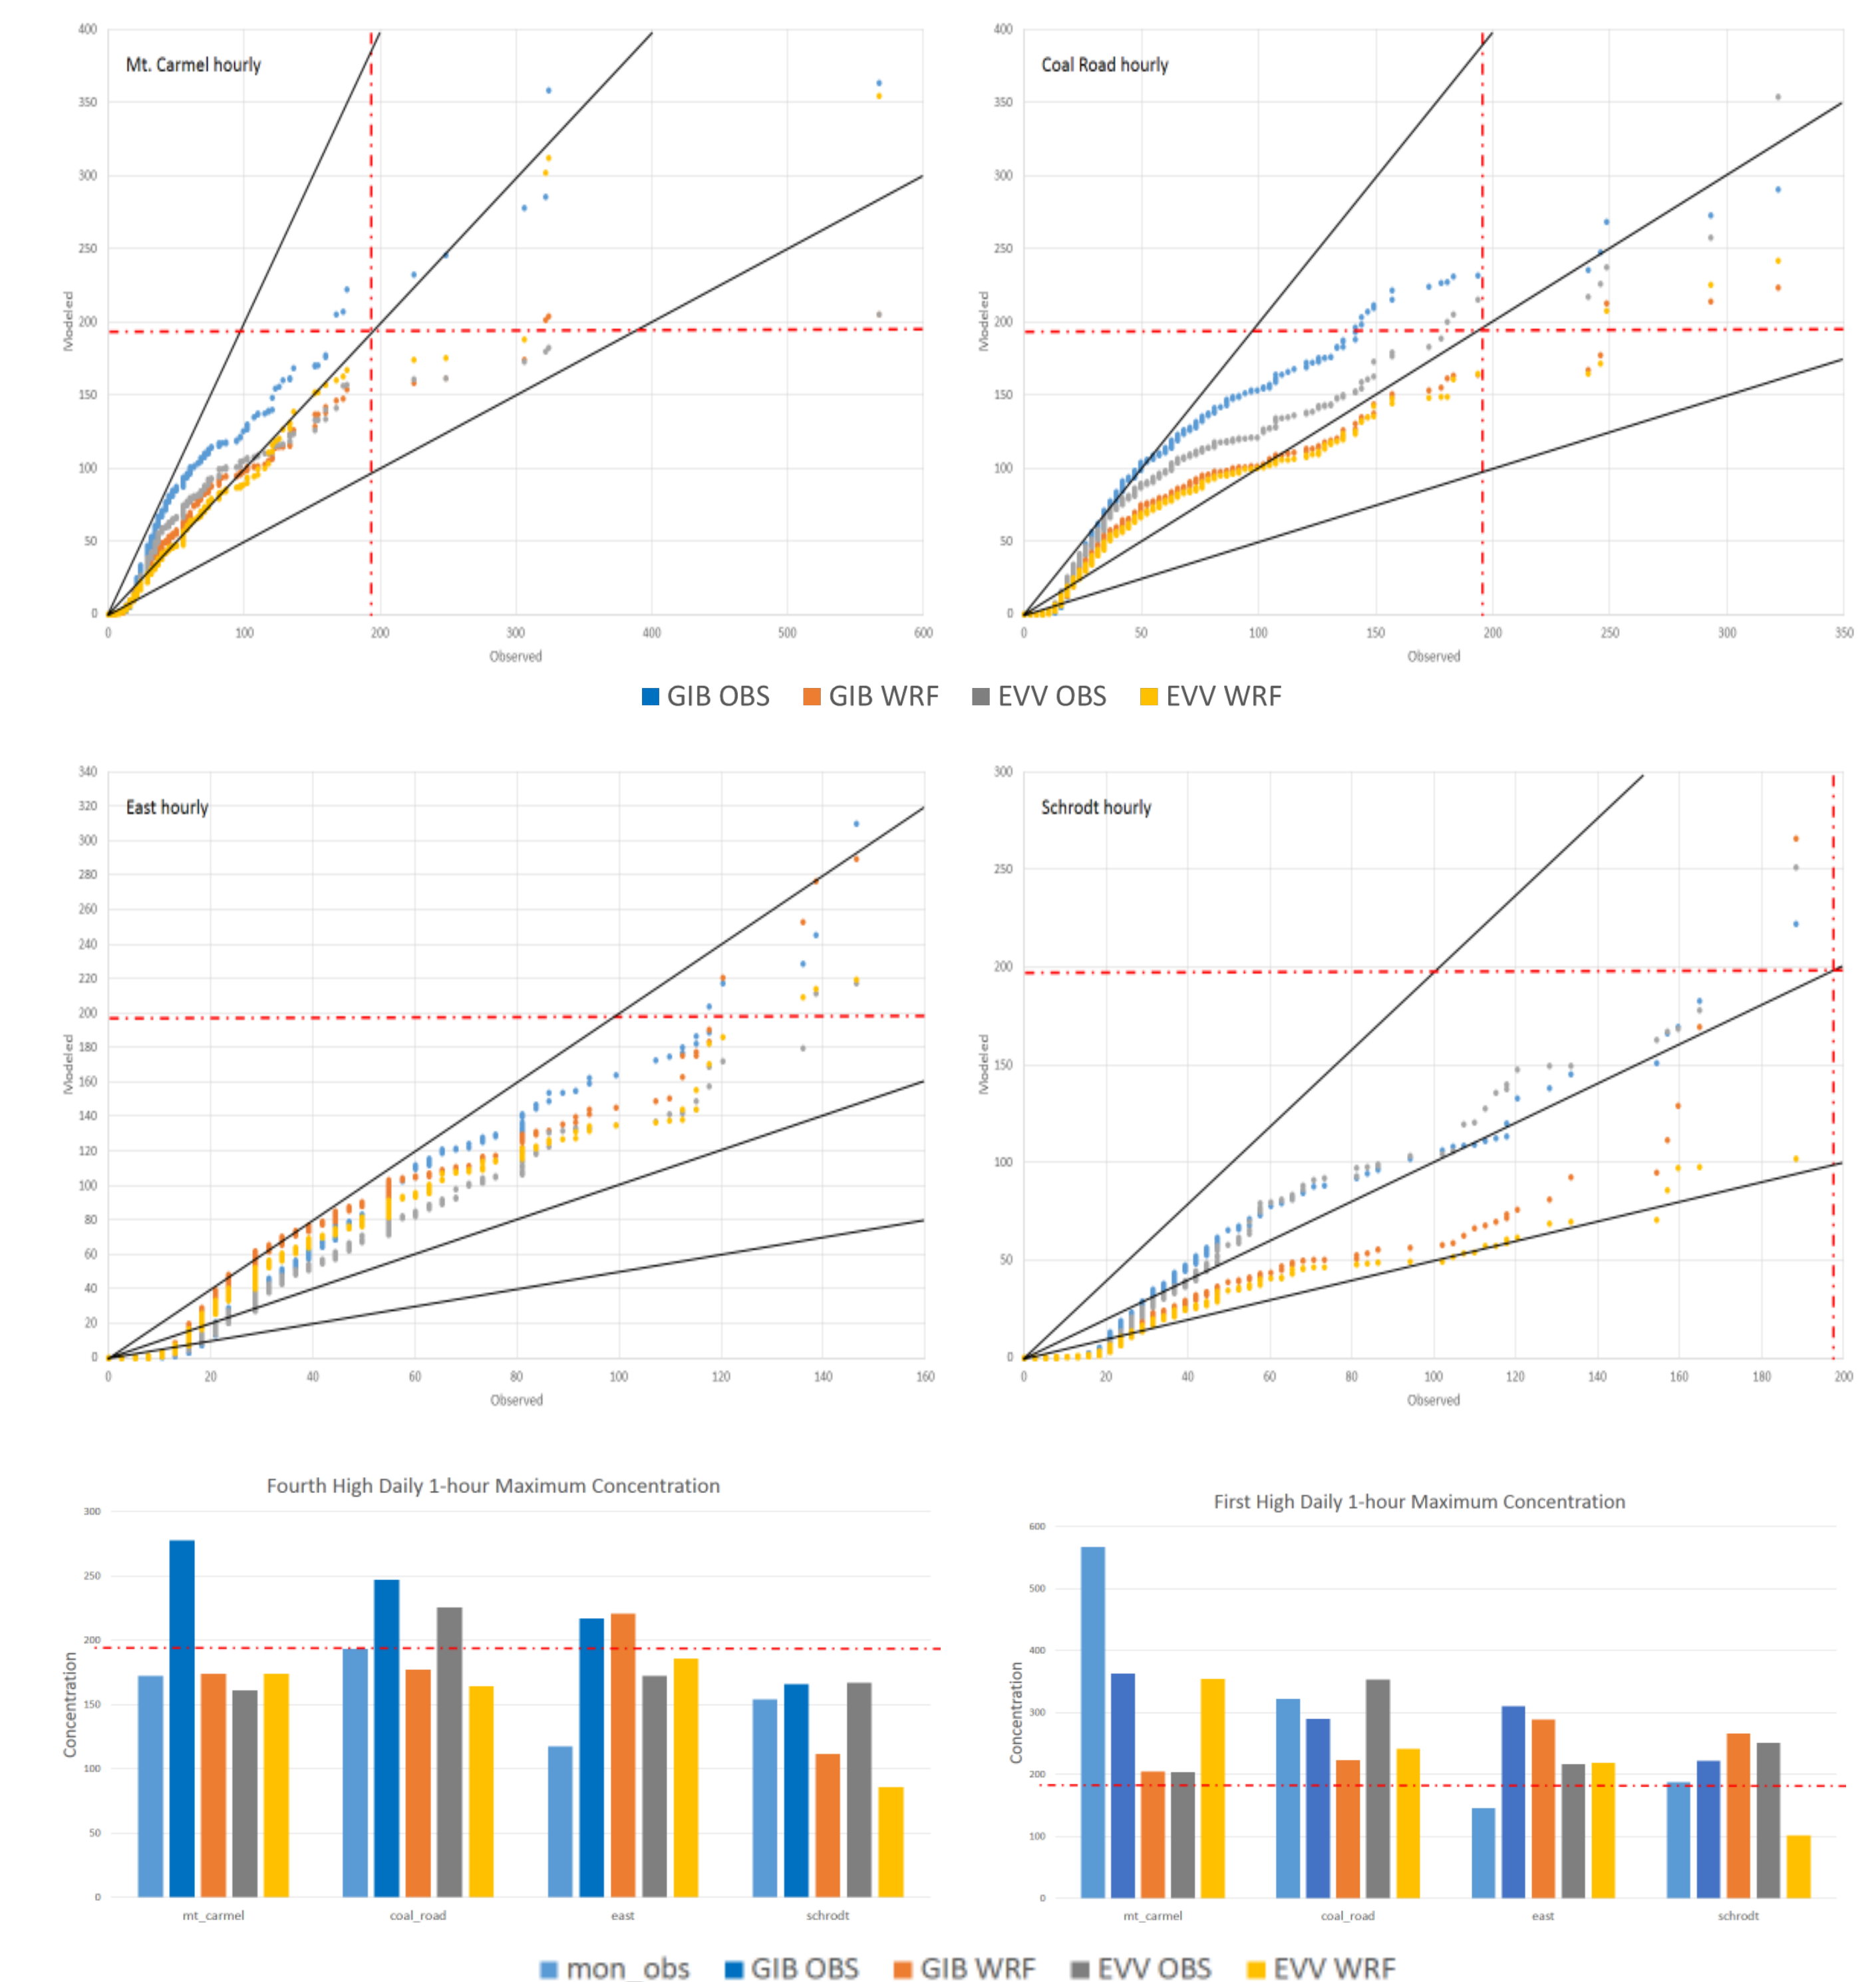 Mt. Carmel hourly
400
350
300
250
200
150
100
50
0
Modeled
0 100 200 300 400 500 600
Observed
Coal Road hourly
400
350
300
250
200
150
100
50
0
Modeled
0 50 100 150 200 250 300 350
Observed
GIB OBS GIB WRF EVV OBS EVV WRF
East hourly
340
320
300
280
260
240
220
200
180
160
140
120
100
80
60
40
20
0
Modeled
0 20 40 60 80 100 120 140 160
Observed
Schrodt hourly
300
250
200
150
100
50
0
Modeled
0 20 40 60 80 100 120 140 160 180 200
Observed
Fourth High Daily 1-hour Maximum Concentration
300
250
200
150
100
50
0
Concentration
mt_carmel coal_road east schrodt
First High Daily 1-hour Maximum Concentration
600
500
400
300
200
100
0
Concentration
mt_carmel coal_road east schrodt
mon_obs GIB OBS GIB WRF EVV OBS EVV WRF